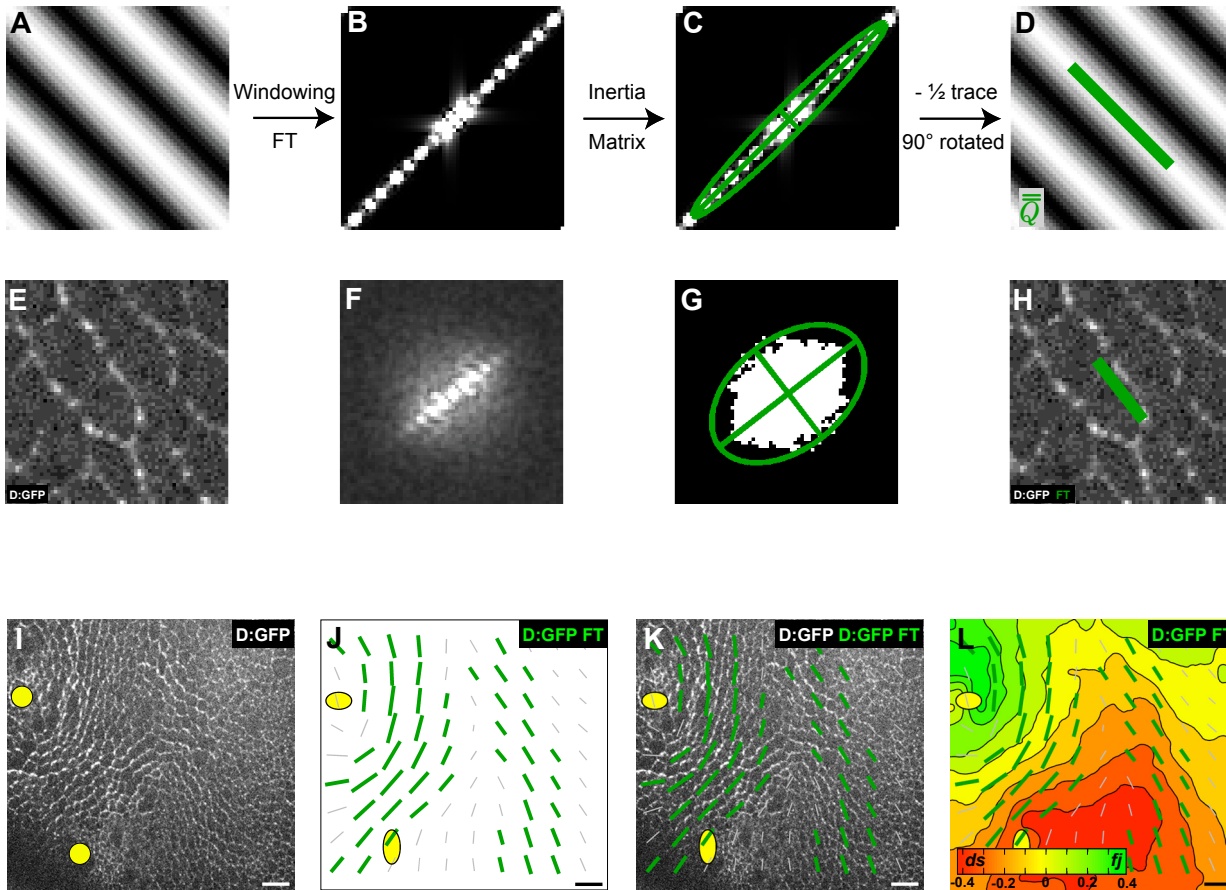 A
Windowing
FT
B
Inertia
Matrix
C
- ½ trace
90° rotated
D
Q
E
D:GFP
F
G
H
D:GFP FT
I
D:GFP
J
D:GFP FT
K
D:GFP D:GFP FT
L
D:GFP FT
ds
fj
-0.4 -0.2 0 0.2 0.4